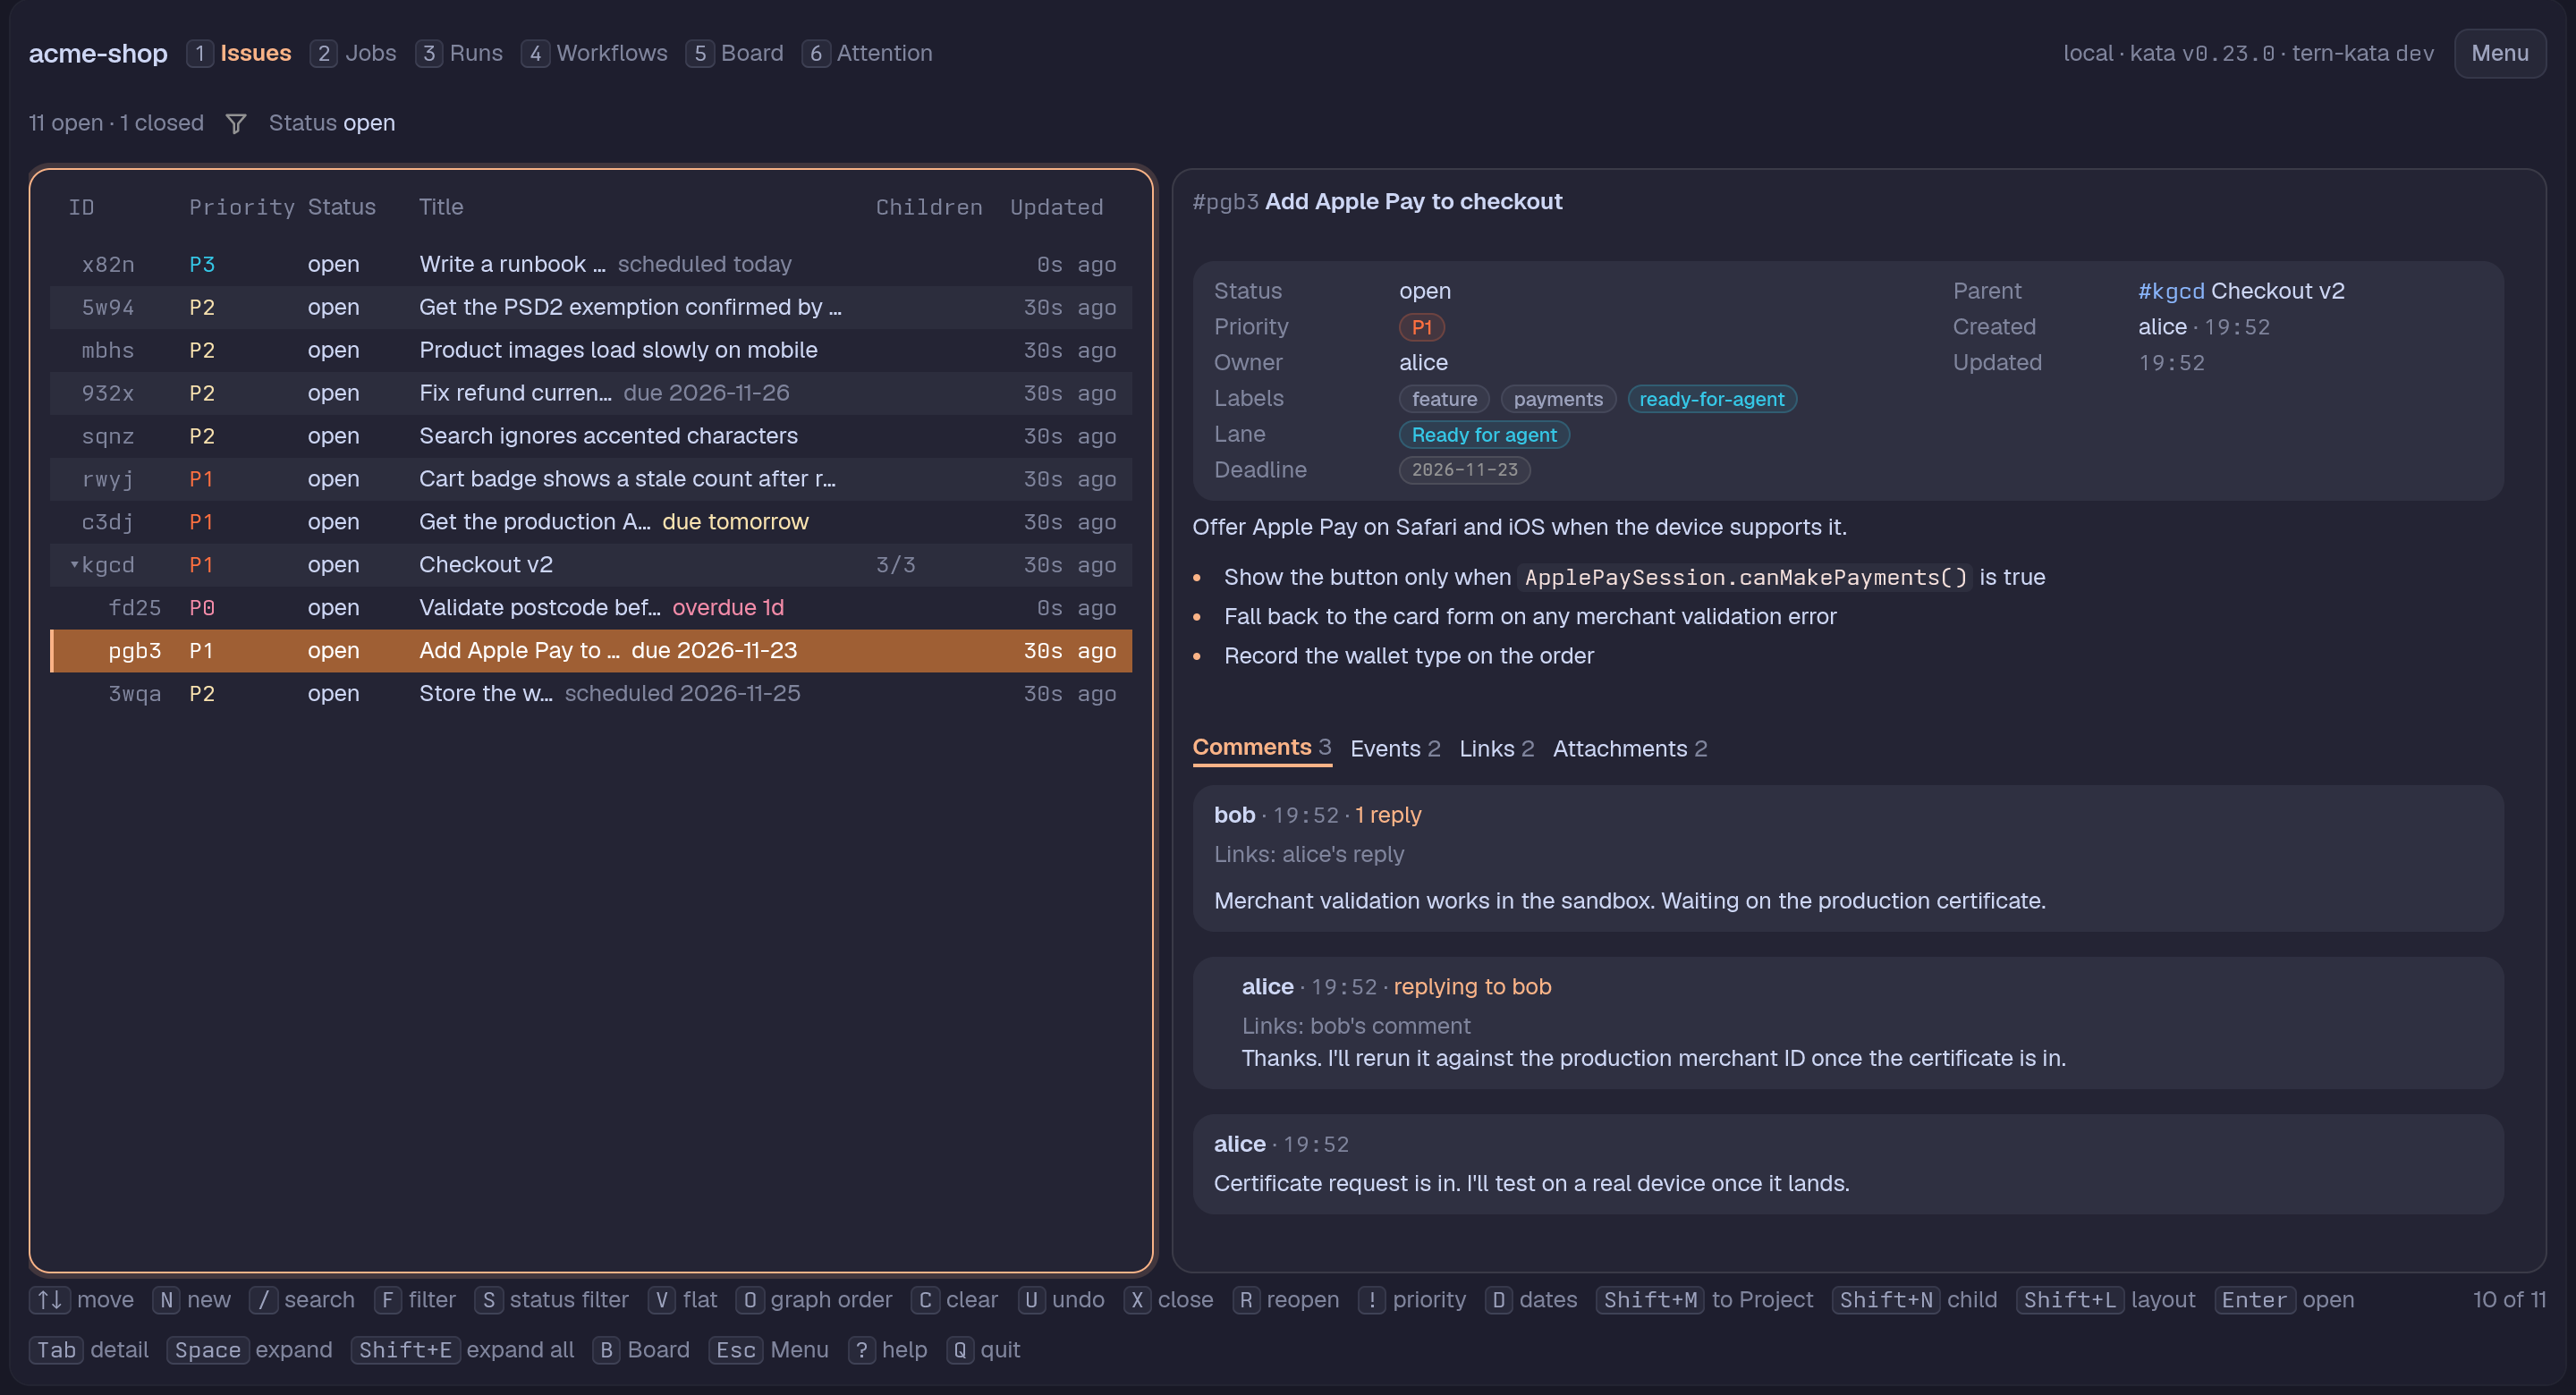 acme-shop 1 Issues 2 Jobs 3 Runs 4 Workflows 5 Board 6 Attention local · kata v0.23.0 · tern-kata dev Menu
11 open · 1 closed Status open
ID Priority Status Title Children Updated
x82n P3 open Write a runbook … scheduled today 0s ago
5w94 P2 open Get the PSD2 exemption confirmed by … 30s ago
mbhs P2 open Product images load slowly on mobile 30s ago
932x P2 open Fix refund curren… due 2026-11-26 30s ago
sqnz P2 open Search ignores accented characters 30s ago
rwyj P1 open Cart badge shows a stale count after r… 30s ago
c3dj P1 open Get the production A… due tomorrow 30s ago
▾kgcd P1 open Checkout v2 3/3 30s ago
fd25 P0 open Validate postcode bef… overdue 1d 0s ago
pgb3 P1 open Add Apple Pay to … due 2026-11-23 30s ago
3wqa P2 open Store the w… scheduled 2026-11-25 30s ago
#pgb3 Add Apple Pay to checkout
Status open Parent #kgcd Checkout v2
Priority P1 Created alice · 19:52
Owner alice Updated 19:52
Labels feature payments ready-for-agent
Lane Ready for agent
Deadline 2026-11-23
Offer Apple Pay on Safari and iOS when the device supports it.
• Show the button only when ApplePaySession.canMakePayments() is true
• Fall back to the card form on any merchant validation error
• Record the wallet type on the order
Comments 3 Events 2 Links 2 Attachments 2
bob · 19:52 · 1 reply
Links: alice's reply
Merchant validation works in the sandbox. Waiting on the production certificate.
alice · 19:52 · replying to bob
Links: bob's comment
Thanks. I'll rerun it against the production merchant ID once the certificate is in.
alice · 19:52
Certificate request is in. I'll test on a real device once it lands.
↑↓ move N new / search F filter S status filter V flat O graph order C clear U undo X close R reopen ! priority D dates Shift+M to Project Shift+N child Shift+L layout Enter open 10 of 11
Tab detail Space expand Shift+E expand all B Board Esc Menu ? help Q quit